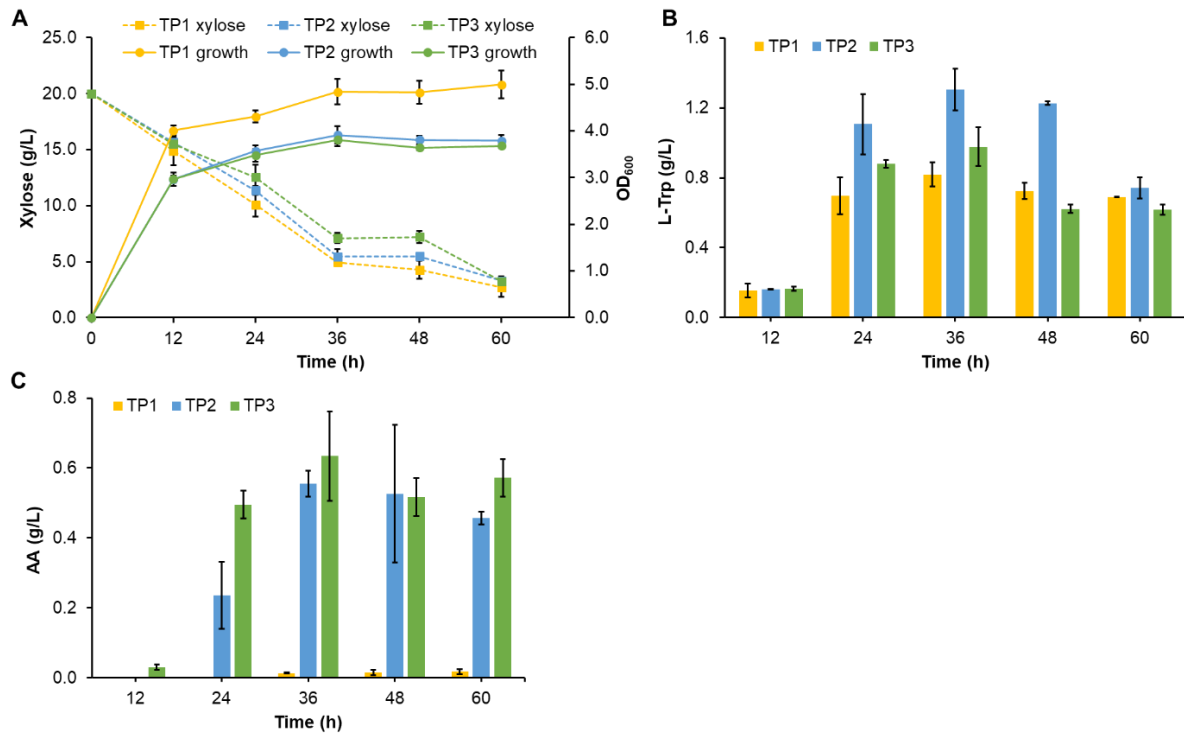 A
TP1 xylose TP2 xylose TP3 xylose
TP1 growth TP2 growth TP3 growth
25.0
20.0
15.0
10.0
5.0
0.0
Xylose (g/L)
6.0
5.0
4.0
3.0
2.0
1.0
0.0
OD600
0 12 24 36 48 60
Time (h)
B
TP1 TP2 TP3
1.6
1.2
0.8
0.4
0.0
L-Trp (g/L)
12 24 36 48 60
Time (h)
C
TP1 TP2 TP3
0.8
0.6
0.4
0.2
0.0
AA (g/L)
12 24 36 48 60
Time (h)